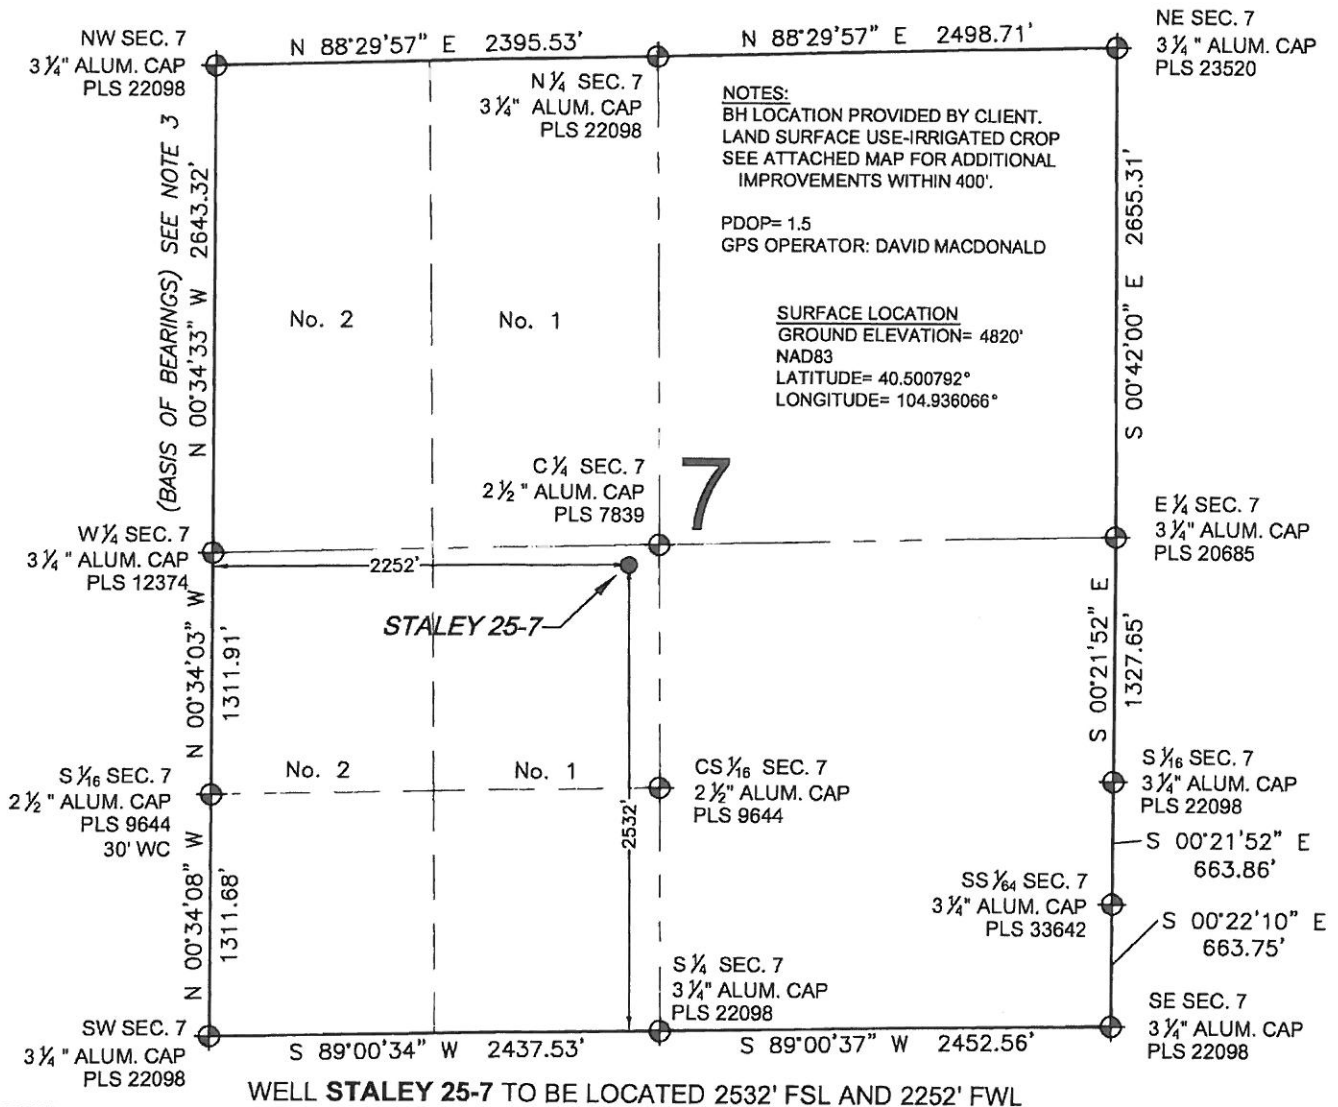 NW SEC. 7
3 ¼" ALUM. CAP
PLS 22098
N 88°29'57" E 2395.53'
N 88°29'57" E 2498.71'
NE SEC. 7
3 ¼" ALUM. CAP
PLS 23520
N ¼ SEC. 7
3 ¼" ALUM. CAP
PLS 22098
NOTES:
BH LOCATION PROVIDED BY CLIENT.
LAND SURFACE USE-IRRIGATED CROP
SEE ATTACHED MAP FOR ADDITIONAL
IMPROVEMENTS WITHIN 400'.
PDOP= 1.5
GPS OPERATOR: DAVID MACDONALD
(BASIS OF BEARINGS) SEE NOTE 3
N 00°34'33" W 2643.32'
S 00°42'00" E 2655.31'
No. 2
No. 1
SURFACE LOCATION
GROUND ELEVATION= 4820'
NAD83
LATITUDE= 40.500792°
LONGITUDE= 104.936066°
C ¼ SEC. 7
2 ½" ALUM. CAP
PLS 7839
7
W ¼ SEC. 7
3 ¼" ALUM. CAP
PLS 12374
E ¼ SEC. 7
3 ¼" ALUM. CAP
PLS 20685
2252'
STALEY 25-7
N 00°34'03" W
1311.91'
S 00°21'52" E
1327.65'
S 1/16 SEC. 7
2 ½" ALUM. CAP
PLS 9644
30' WC
No. 2
No. 1
2532'
CS 1/16 SEC. 7
2 ½" ALUM. CAP
PLS 9644
S 1/16 SEC. 7
3 ¼" ALUM. CAP
PLS 22098
S 00°21'52" E
663.86'
SS 1/64 SEC. 7
3 ¼" ALUM. CAP
PLS 33642
S 00°22'10" E
663.75'
N 00°34'08" W
1311.68'
S ¼ SEC. 7
3 ¼" ALUM. CAP
PLS 22098
SW SEC. 7
3 ¼" ALUM. CAP
PLS 22098
S 89°00'34" W 2437.53'
S 89°00'37" W 2452.56'
SE SEC. 7
3 ¼" ALUM. CAP
PLS 22098
WELL STALEY 25-7 TO BE LOCATED 2532' FSL AND 2252' FWL